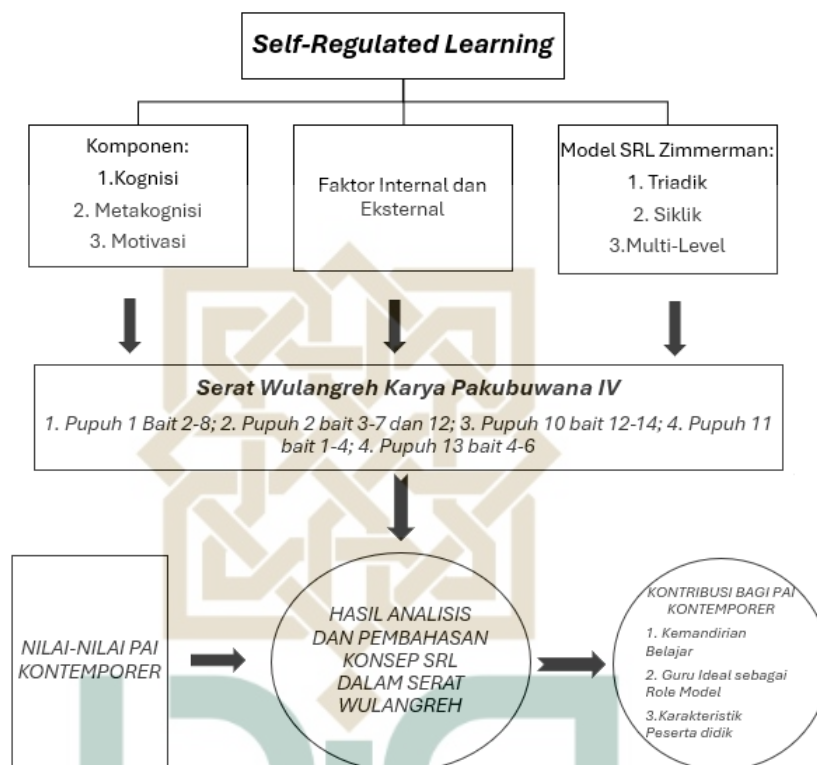 Self-Regulated Learning
Komponen:
1.Kognisi
2. Metakognisi
3. Motivasi
Faktor Internal dan
Eksternal
Model SRL Zimmerman:
1. Triadik
2. Siklik
3.Multi-Level
Serat Wulangreh Karya Pakubuwana IV
1. Pupuh 1 Bait 2-8; 2. Pupuh 2 bait 3-7 dan 12; 3. Pupuh 10 bait 12-14; 4. Pupuh 11
bait 1-4; 4. Pupuh 13 bait 4-6
NILAI-NILAI PAI
KONTEMPORER
HASIL ANALISIS
DAN PEMBAHASAN
KONSEP SRL
DALAM SERAT
WULANGREH
KONTRIBUSI BAGI PAI
KONTEMPORER
1. Kemandirian
Belajar
2. Guru Ideal sebagai
Role Model
3.Karakteristik
Peserta didik